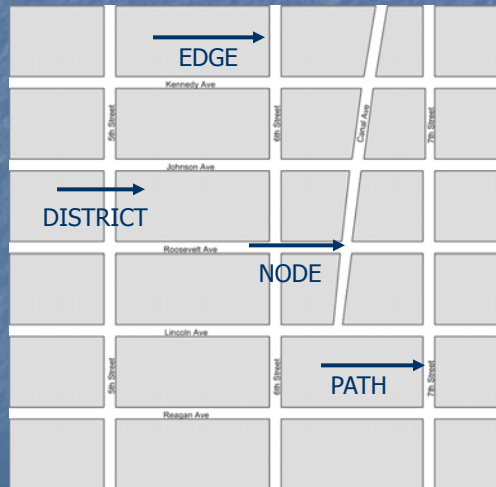 EDGE
Kennedy Ave
5th Street
6th Street
Canal Ave
7th Street
Johnson Ave
DISTRICT
Roosevelt Ave
NODE
Lincoln Ave
5th Street
6th Street
7th Street
PATH
Reagan Ave